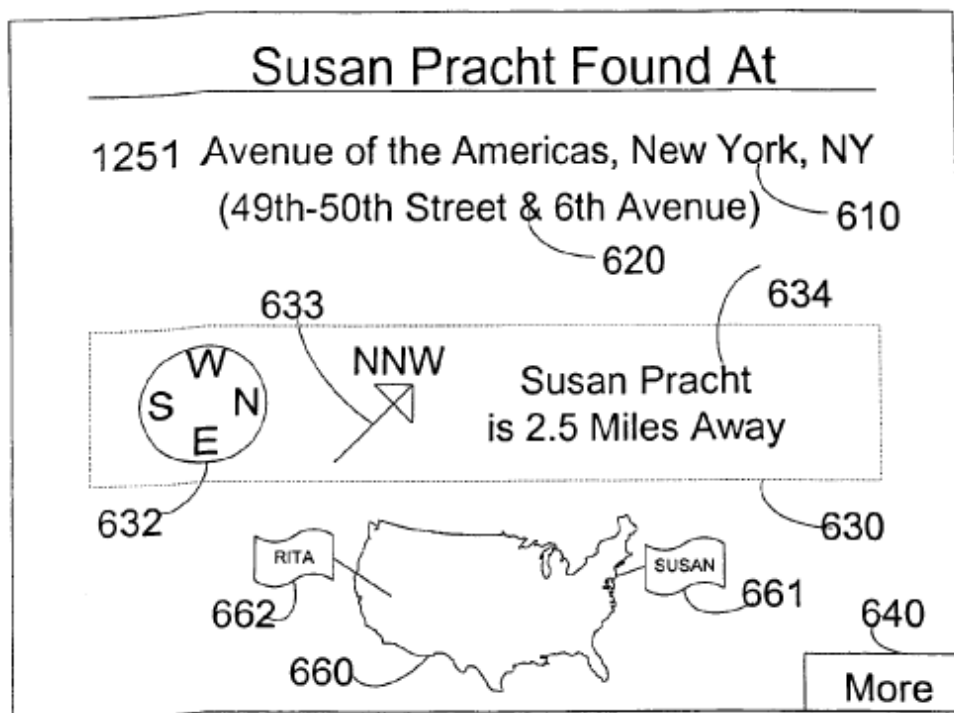 Susan Pracht Found At
1251 Avenue of the Americas, New York, NY
(49th-50th Street & 6th Avenue)
610
620
634
633
W
S N
E
NNW
Susan Pracht
is 2.5 Miles Away
632
630
RITA
SUSAN
662
661
660
640
More